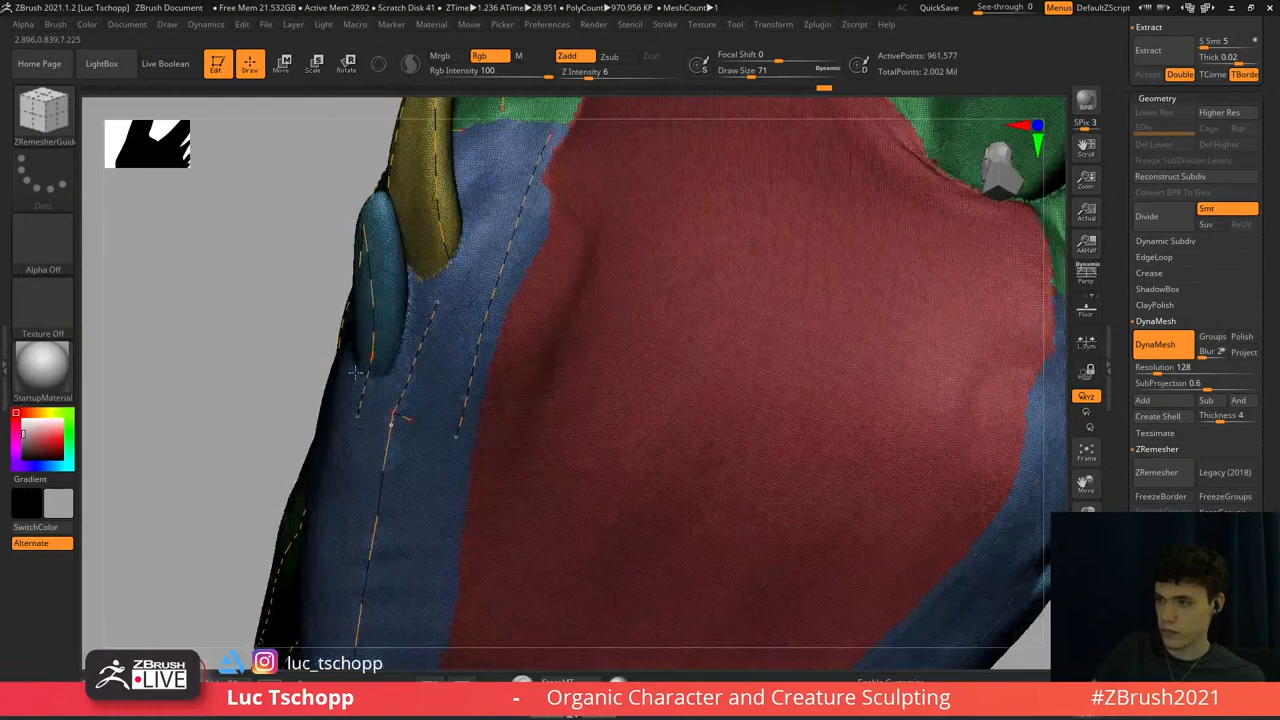 ZBrush 2021.1.2 [Luc Tschopp] ZBrush Document • Free Mem 21.532GB • Active Mem 2892 • Scratch Disk 41 • ZTime▶1.236 ATime▶28.951 • PolyCount▶970.956 KP • MeshCount▶1
AC QuickSave See-through 0 Menus DefaultZScript
Alpha Brush Color Document Draw Dynamics Edit File Layer Light Macro Marker Material Movie Picker Preferences Render Stencil Stroke Texture Tool Transform Zplugin Zscript Help
2.896,0.839,7.225
Home Page LightBox Live Boolean Edit Draw Move Scale Rotate
Mrgb Rgb M
Rgb Intensity 100
Zadd Zsub Zcut
Z Intensity 6
Focal Shift 0
Draw Size 71 Dynamic
ActivePoints: 961,577
TotalPoints: 2.002 Mil
ZRemesherGuide
Dots
Alpha Off
Texture Off
StartupMaterial
Gradient
SwitchColor
Alternate
BPR
SPix 3
Scroll
Zoom
Actual
AAHalf
Dynamic
Persp
Floor
L.Sym
XYZ
Frame
Move
Extract
Extract
S Smt 5
Thick 0.02
Accept Double TCorne TBorde
Geometry
Lower Res Higher Res
SDiv Cage Rstr
Del Lower Del Higher
Freeze SubDivision Levels
Reconstruct Subdiv
Convert BPR To Geo
Divide Smt
Suv ReUV
Dynamic Subdiv
EdgeLoop
Crease
ShadowBox
ClayPolish
DynaMesh
DynaMesh Groups Polish
Blur 2 Project
Resolution 128
SubProjection 0.6
Add Sub And
Create Shell Thickness 4
Tessimate
ZRemesher
ZRemesher Legacy (2018)
FreezeBorder FreezeGroups
ZBRUSH
LIVE
luc_tschopp
Luc Tschopp - Organic Character and Creature Sculpting #ZBrush2021